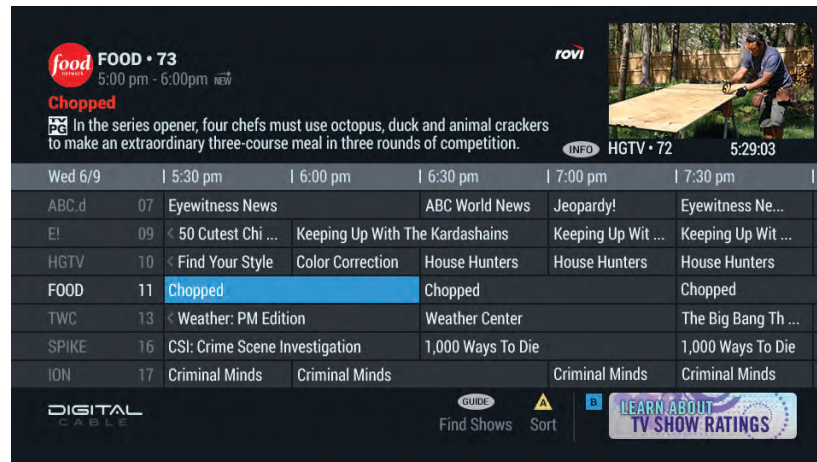 food
network
FOOD • 73
5:00 pm - 6:00pm NEW
rovi
Chopped
TV PG In the series opener, four chefs must use octopus, duck and animal crackers
to make an extraordinary three-course meal in three rounds of competition.
INFO HGTV • 72 5:29:03
Wed 6/9 5:30 pm 6:00 pm 6:30 pm 7:00 pm 7:30 pm
ABC.d 07 Eyewitness News ABC World News Jeopardy! Eyewitness Ne...
E! 09 < 50 Cutest Chi ... Keeping Up With The Kardashains Keeping Up Wit ... Keeping Up Wit ...
HGTV 10 < Find Your Style Color Correction House Hunters House Hunters House Hunters
FOOD 11 Chopped Chopped Chopped
TWC 13 < Weather: PM Edition Weather Center The Big Bang Th ...
SPIKE 16 CSI: Crime Scene Investigation 1,000 Ways To Die 1,000 Ways To Die
ION 17 Criminal Minds Criminal Minds Criminal Minds Criminal Minds
DIGITAL
CABLE
GUIDE
Find Shows
A
Sort
B
LEARN ABOUT
TV SHOW RATINGS